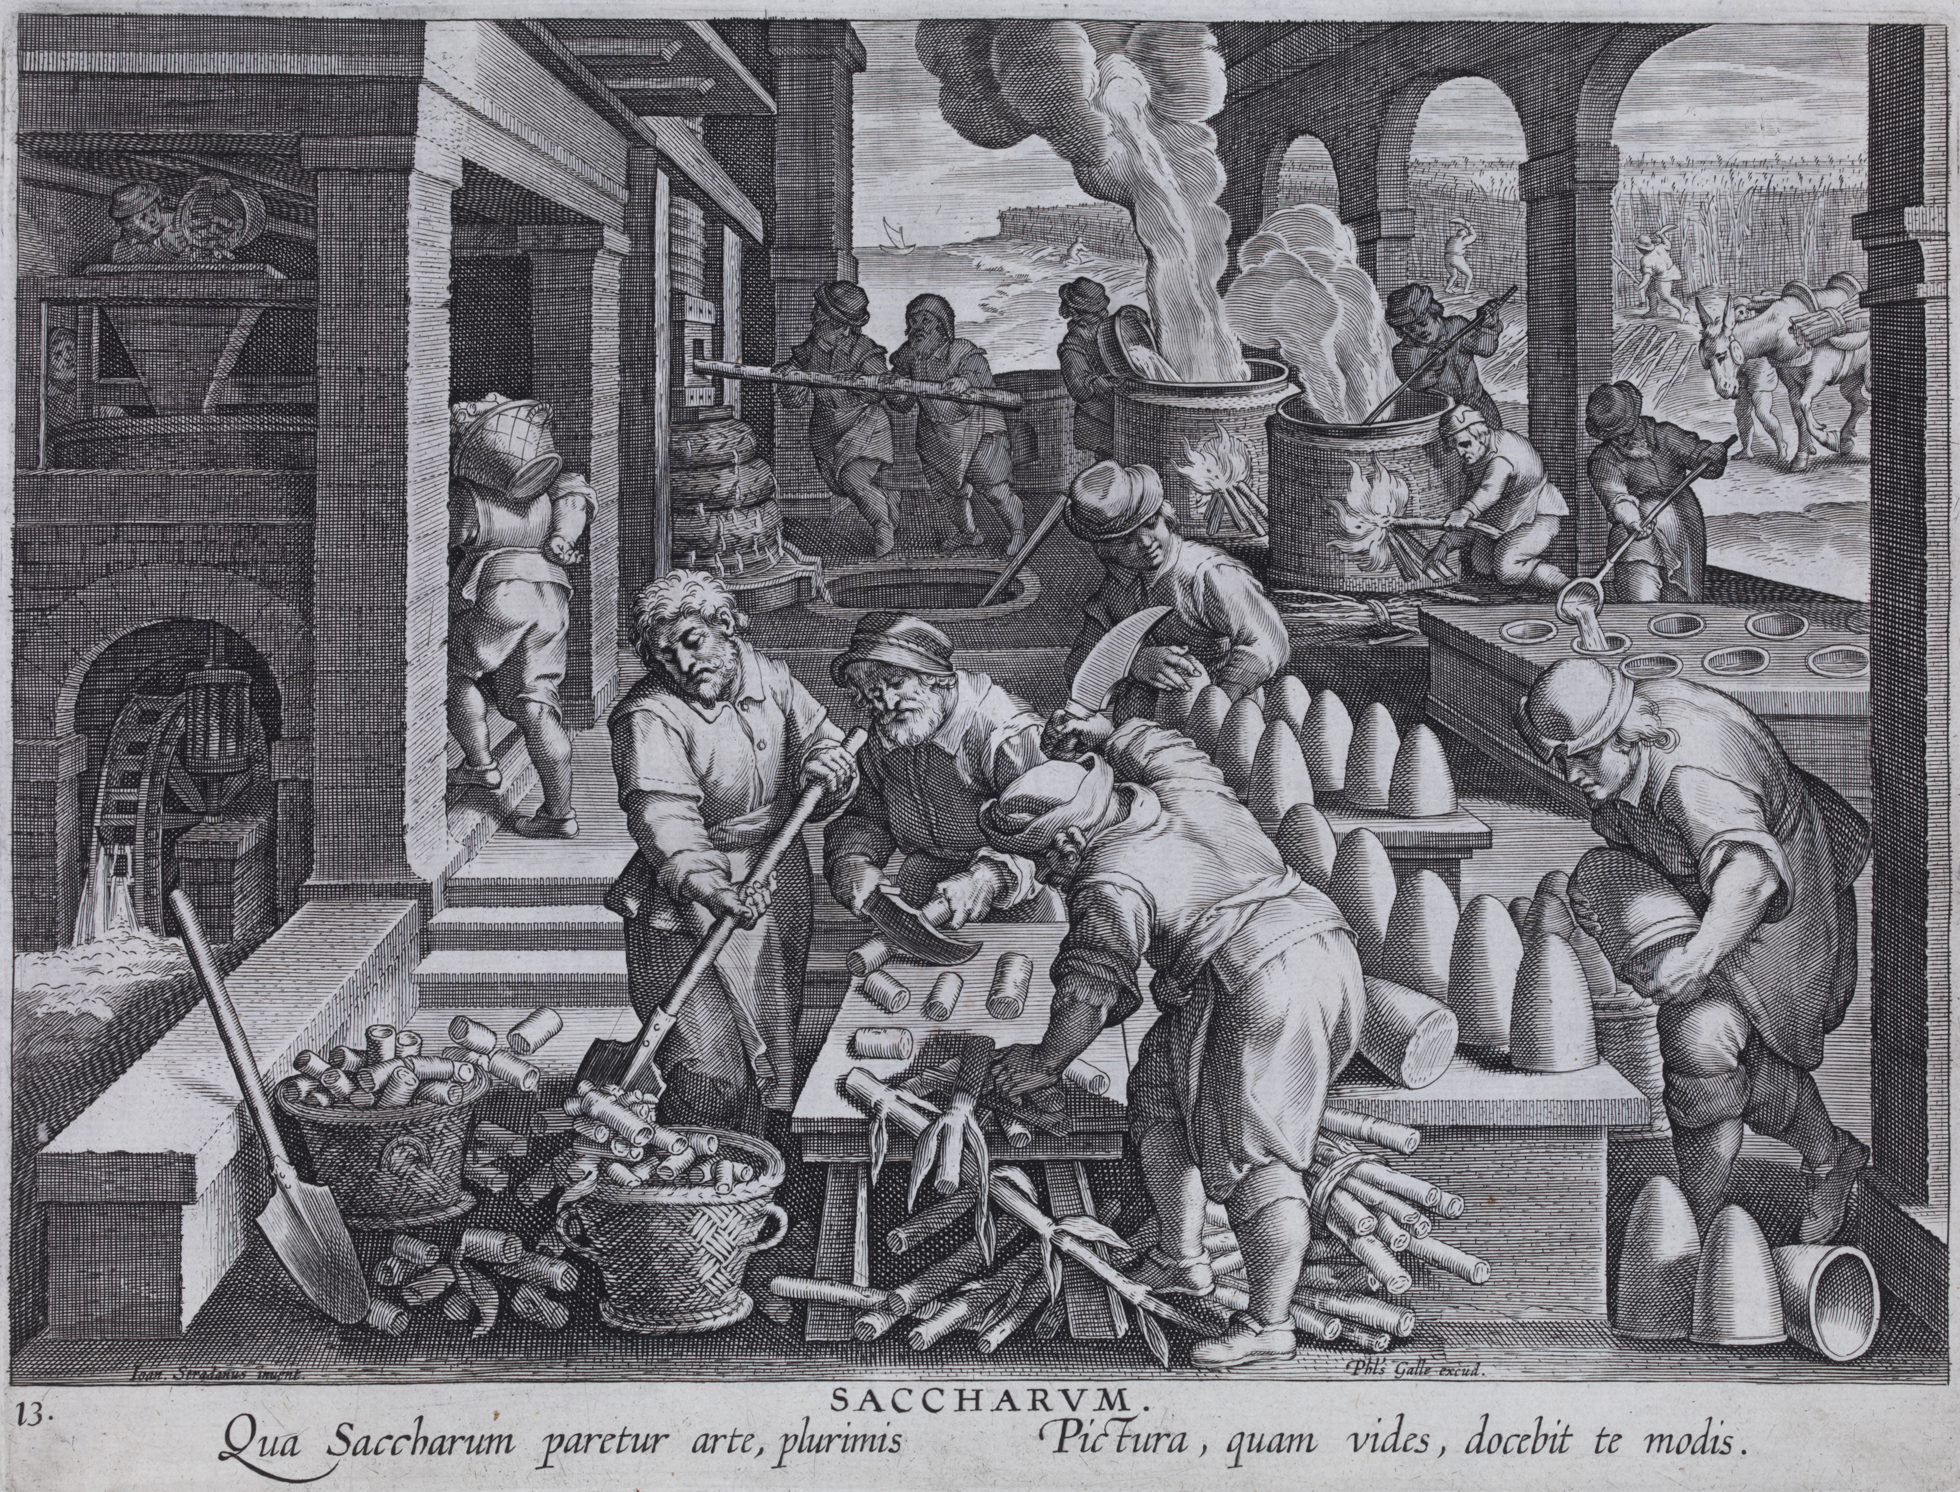 Ioan. Stradanus invent.
Phls Galle excud.
SACCHARVM.
13.
Qua Saccharum paretur arte, plurimis Pictura, quam vides, docebit te modis.